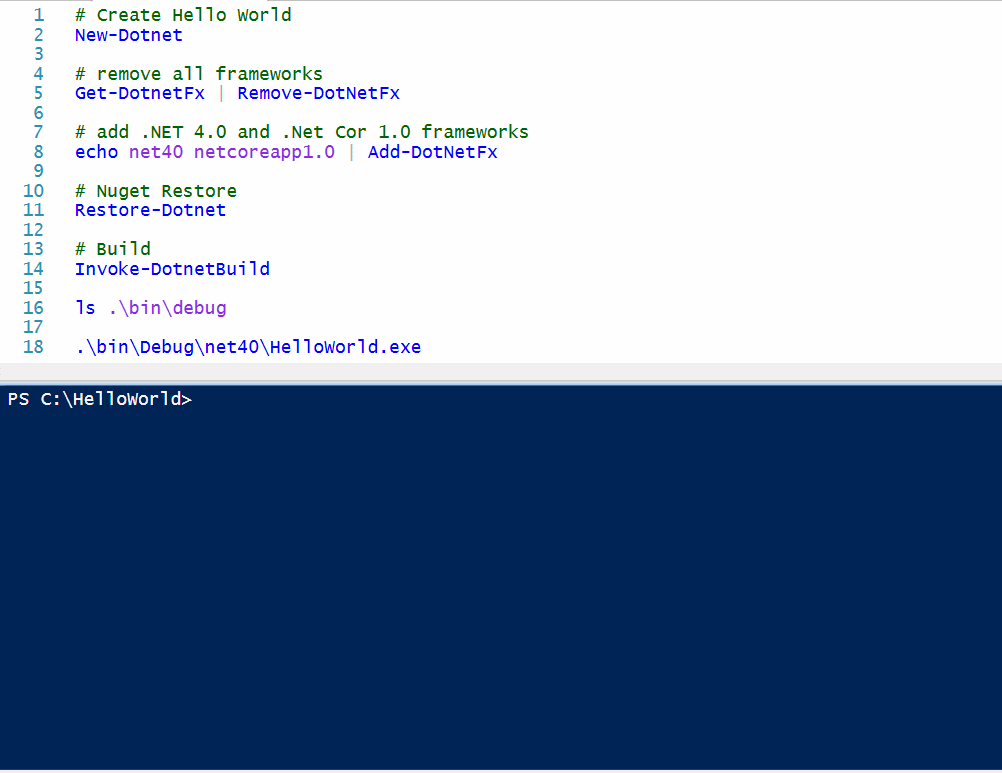 1 # Create Hello World
2 New-Dotnet
3
4 # remove all frameworks
5 Get-DotnetFx | Remove-DotNetFx
6
7 # add .NET 4.0 and .Net Cor 1.0 frameworks
8 echo net40 netcoreapp1.0 | Add-DotNetFx
9
10 # Nuget Restore
11 Restore-Dotnet
12
13 # Build
14 Invoke-DotnetBuild
15
16 ls .\bin\debug
17
18 .\bin\Debug\net40\HelloWorld.exe
PS C:\HelloWorld>